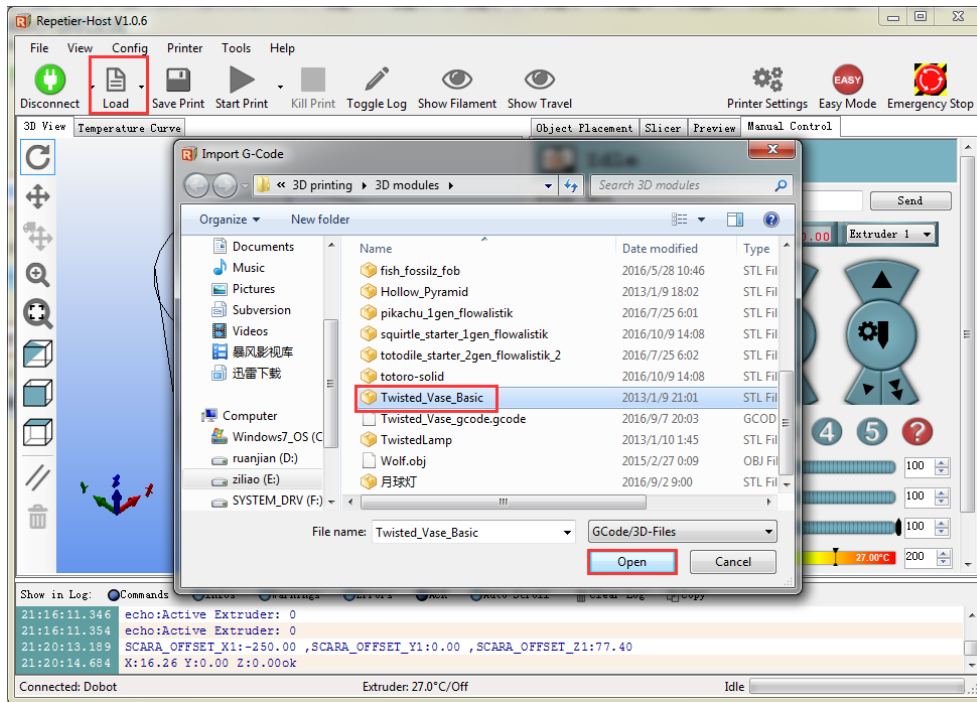 Repetier-Host V1.0.6
File View Config Printer Tools Help
Disconnect Load Save Print Start Print Kill Print Toggle Log Show Filament Show Travel Printer Settings Easy Mode Emergency Stop
EASY
3D View Temperature Curve Object Placement Slicer Preview Manual Control
Import G-Code
Idle
« 3D printing 3D modules Search 3D modules
Send
Organize New folder
Extruder 1
Name Date modified Type
Documents
Music
Pictures
Subversion
Videos
暴风影视库
迅雷下载
Computer
Windows7_OS (C
ruanjian (D:)
ziliao (E:)
SYSTEM_DRV (F:)
fish_fossilz_fob 2016/5/28 10:46 STL Fil
Hollow_Pyramid 2013/1/9 18:02 STL Fil
pikachu_1gen_flowalistik 2016/7/25 6:01 STL Fil
squirtle_starter_1gen_flowalistik 2016/10/9 14:08 STL Fil
totodile_starter_2gen_flowalistik_2 2016/7/25 6:02 STL Fil
totoro-solid 2016/10/9 14:08 STL Fil
Twisted_Vase_Basic 2013/1/9 21:01 STL Fil
Twisted_Vase_gcode.gcode 2016/9/7 20:03 GCOD
TwistedLamp 2013/1/10 1:45 STL Fil
Wolf.obj 2015/2/27 0:09 OBJ Fil
月球灯 2016/9/2 9:00 STL Fil
File name: Twisted_Vase_Basic GCode/3D-Files
Open Cancel
4 5 ?
100
100
100
27.00°C 200
Y Z X
Show in Log: Commands
21:16:11.346 echo:Active Extruder: 0
21:16:11.354 echo:Active Extruder: 0
21:20:13.189 SCARA_OFFSET_X1:-250.00 ,SCARA_OFFSET_Y1:0.00 ,SCARA_OFFSET_Z1:77.40
21:20:14.684 X:16.26 Y:0.00 Z:0.00ok
Connected: Dobot Extruder: 27.0°C/Off Idle